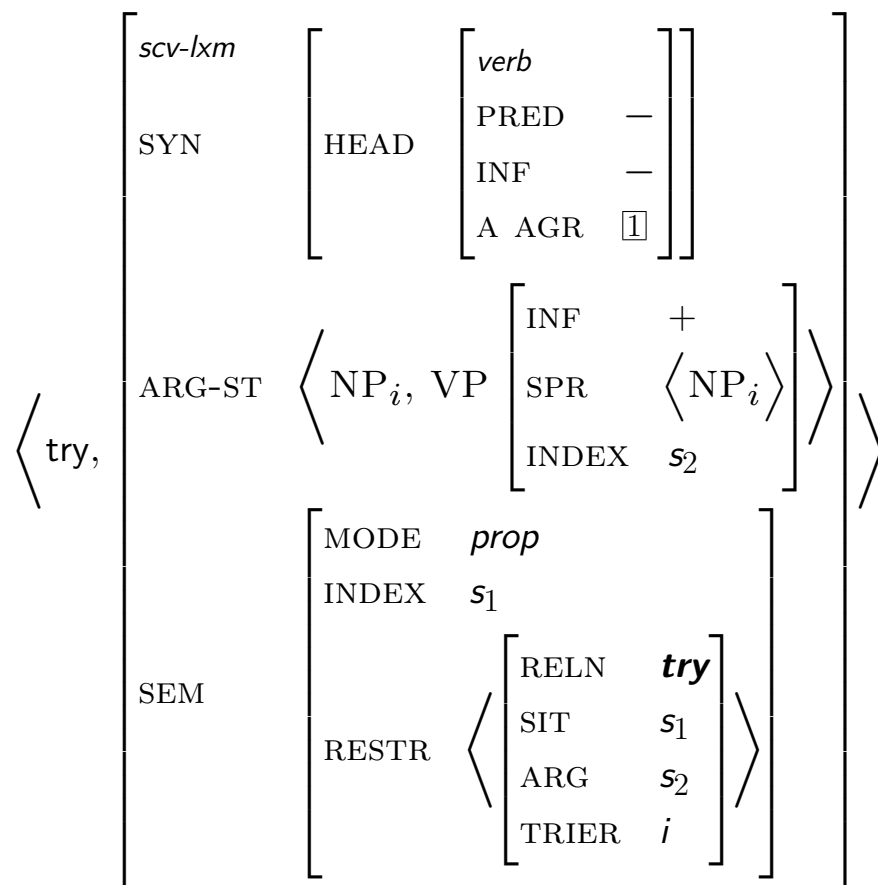 scv-lxm
verb
PRED −
SYN HEAD
INF −
A AGR 1
INF +
ARG-ST ⟨ NP_i, VP SPR ⟨NP_i⟩ ⟩
INDEX s_2
⟨ try, ⟩
MODE prop
INDEX s_1
RELN try
SEM
SIT s_1
RESTR ⟨ ⟩
ARG s_2
TRIER i